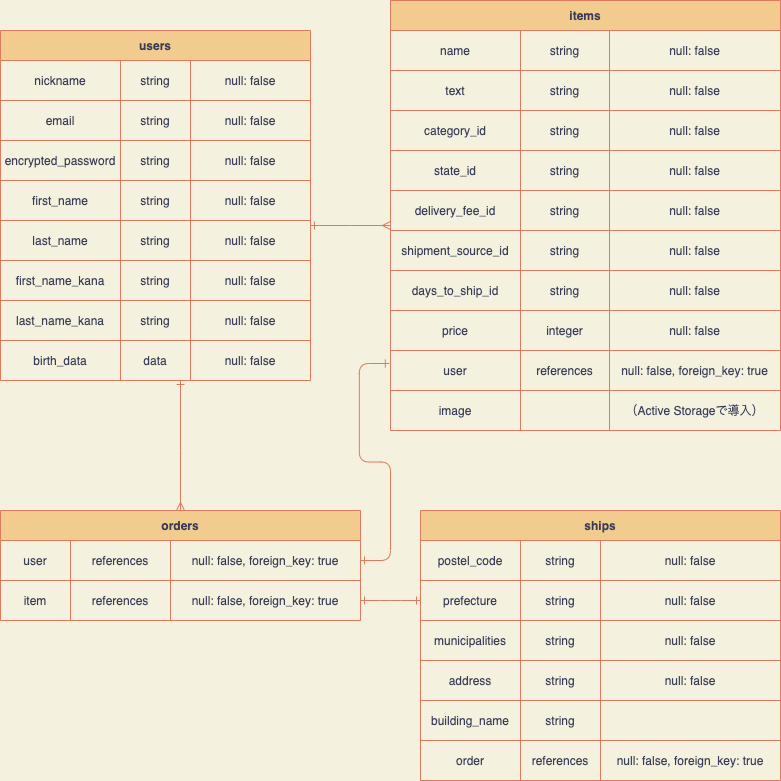 users
nickname string null: false
email string null: false
encrypted_password string null: false
first_name string null: false
last_name string null: false
first_name_kana string null: false
last_name_kana string null: false
birth_data data null: false
items
name string null: false
text string null: false
category_id string null: false
state_id string null: false
delivery_fee_id string null: false
shipment_source_id string null: false
days_to_ship_id string null: false
price integer null: false
user references null: false, foreign_key: true
image （Active Storageで導入）
orders
user references null: false, foreign_key: true
item references null: false, foreign_key: true
ships
postel_code string null: false
prefecture string null: false
municipalities string null: false
address string null: false
building_name string
order references null: false, foreign_key: true